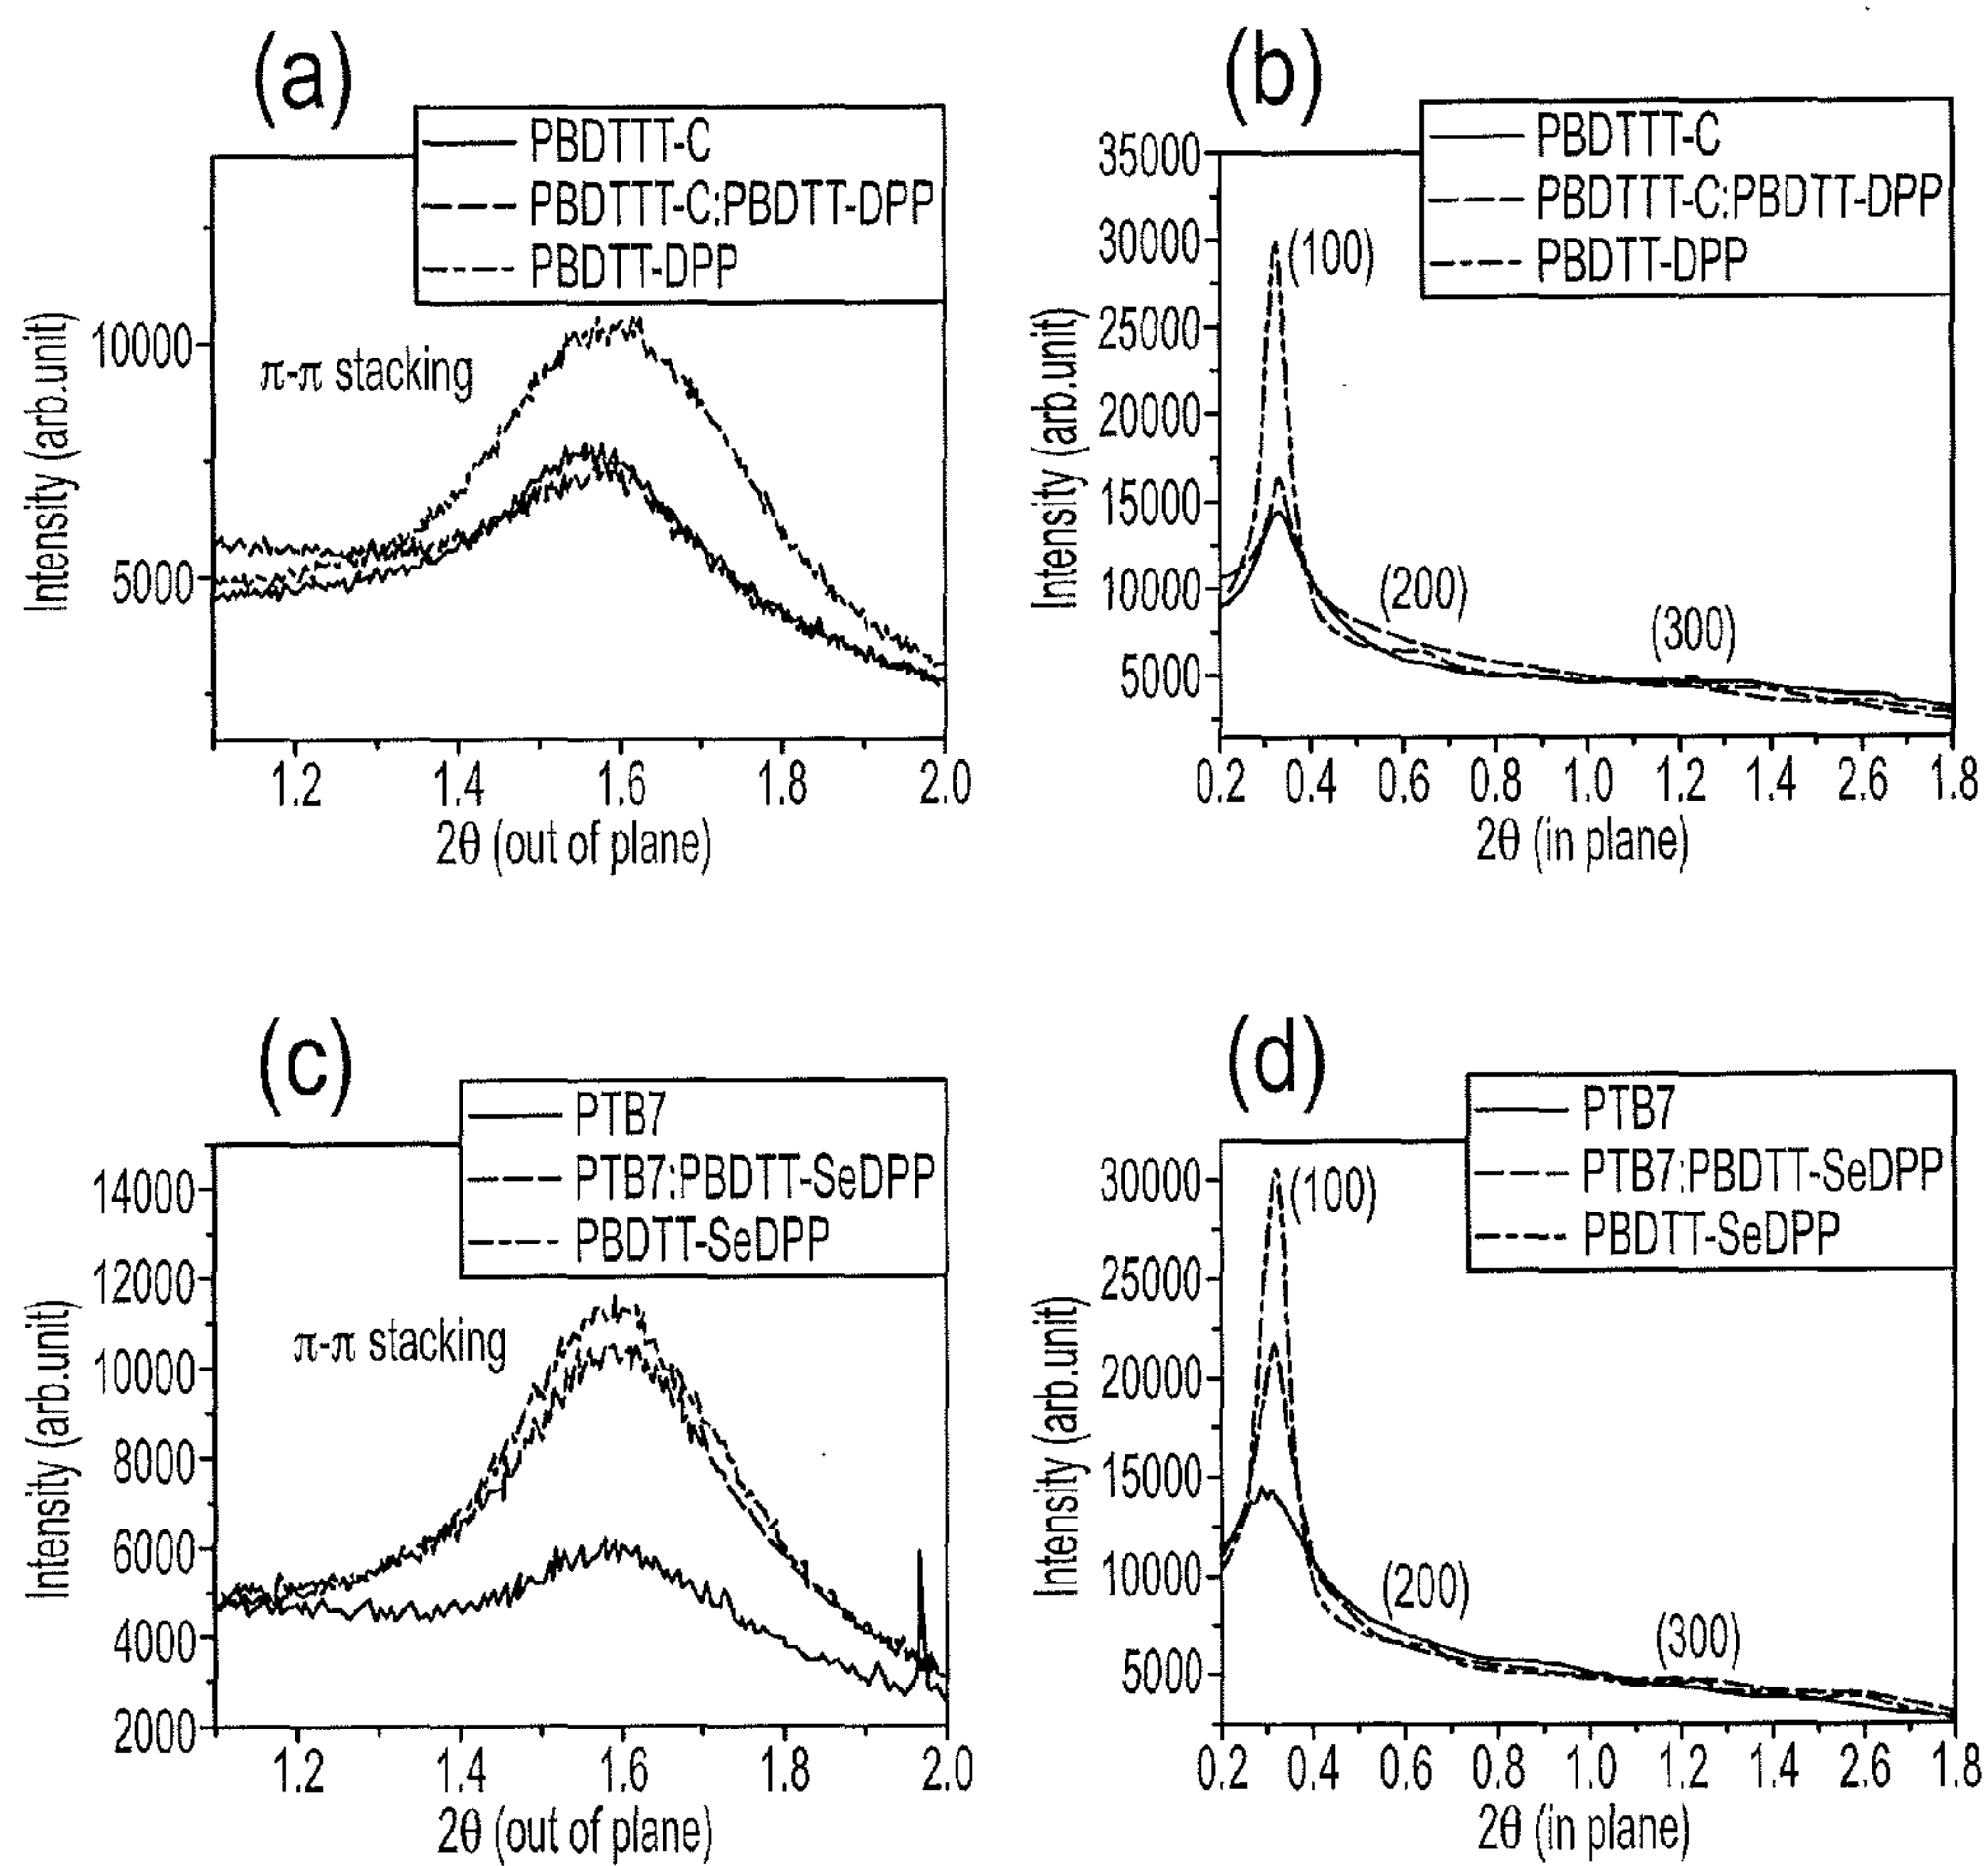 (a)
PBDTTT-C
PBDTTT-C:PBDTT-DPP
PBDTT-DPP
π-π stacking
10000
5000
Intensity (arb.unit)
1.2 1.4 1.6 1.8 2.0
2θ (out of plane)
(b)
PBDTTT-C
PBDTTT-C:PBDTT-DPP
PBDTT-DPP
35000
30000
25000
20000
15000
10000
5000
(100)
(200)
(300)
Intensity (arb.unit)
0.2 0.4 0.6 0.8 1.0 1.2 1.4 2.6 1.8
2θ (in plane)
(c)
PTB7
PTB7:PBDTT-SeDPP
PBDTT-SeDPP
14000
12000
10000
8000
6000
4000
2000
π-π stacking
Intensity (arb.unit)
1.2 1.4 1.6 1.8 2.0
2θ (out of plane)
(d)
PTB7
PTB7:PBDTT-SeDPP
PBDTT-SeDPP
30000
25000
20000
15000
10000
5000
(100)
(200)
(300)
Intensity (arb.unit)
0.2 0.4 0.6 0.8 1.0 1.2 1.4 2.6 1.8
2θ (in plane)